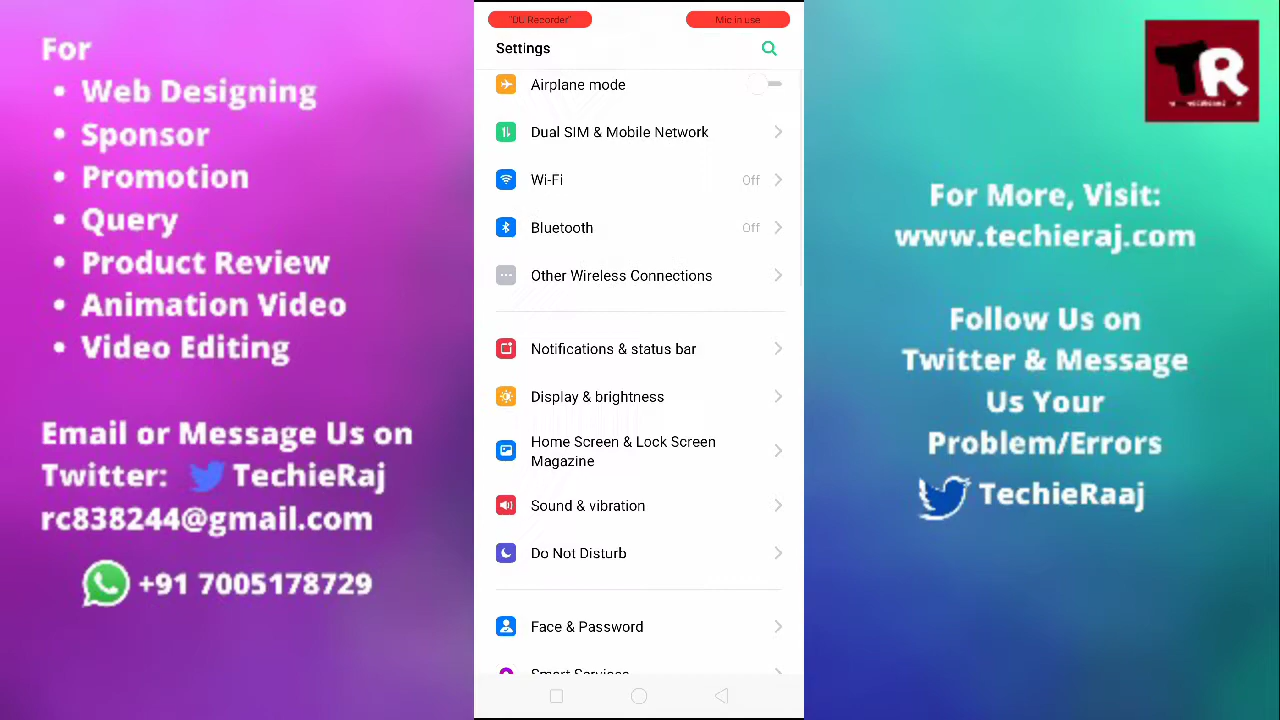 For
• Web Designing
• Sponsor
• Promotion
• Query
• Product Review
• Animation Video
• Video Editing
Email or Message Us on
Twitter: TechieRaj
rc838244@gmail.com
+91 7005178729
"DU Recorder"
Mic in use
Settings
Airplane mode
Dual SIM & Mobile Network
Wi-Fi Off
Bluetooth Off
Other Wireless Connections
Notifications & status bar
Display & brightness
Home Screen & Lock Screen
Magazine
Sound & vibration
Do Not Disturb
Face & Password
Smart Services
TR
For More, Visit:
www.techieraj.com
Follow Us on
Twitter & Message
Us Your
Problem/Errors
TechieRaaj